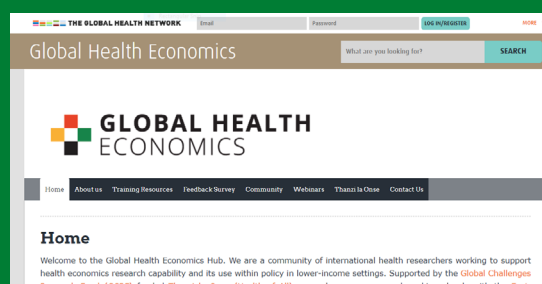 THE GLOBAL HEALTH NETWORK Email Password LOG IN/REGISTER MORE
Global Health Economics What are you looking for? SEARCH
GLOBAL HEALTH
ECONOMICS
Home About us Training Resources Feedback Survey Community Webinars Thanzi la Onse Contact Us
Home
Welcome to the Global Health Economics Hub. We are a community of international health researchers working to support
health economics research capability and its use within policy in lower-income settings. Supported by the Global Challenges